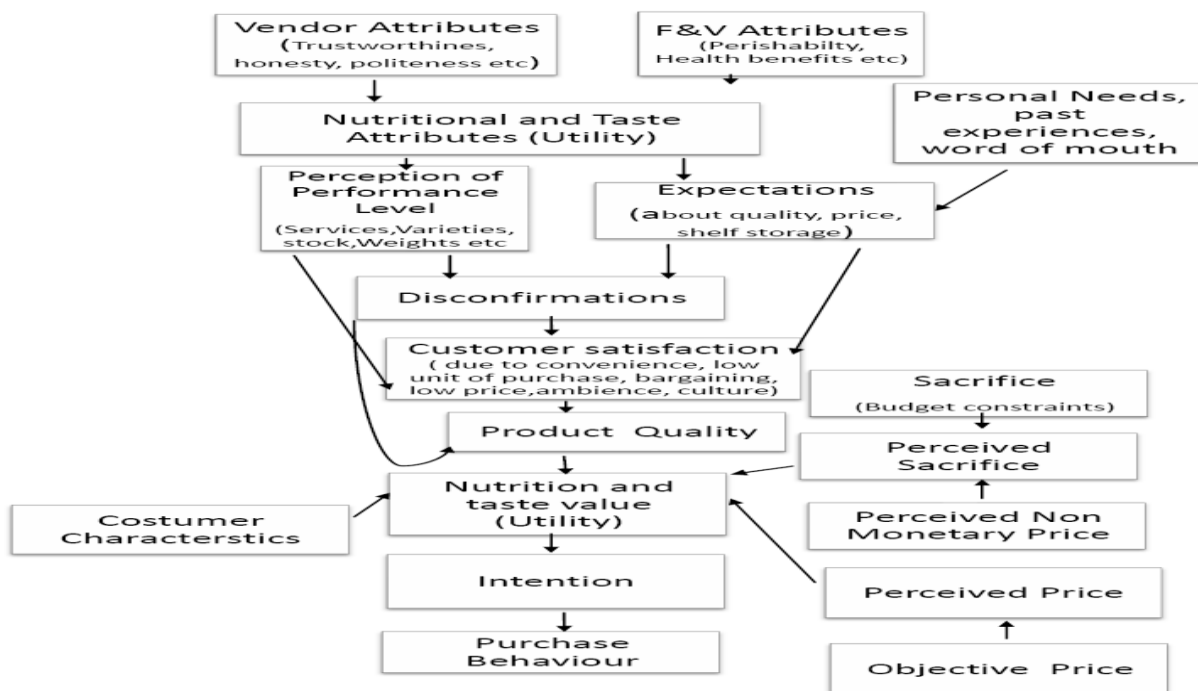 Vendor Attributes
(Trustworthines,
honesty, politeness etc)
F&V Attributes
(Perishabilty,
Health benefits etc)
Personal Needs,
past
experiences,
word of mouth
Nutritional and Taste
Attributes (Utility)
Perception of
Performance
Level
(Services,Varieties,
stock,Weights etc
Expectations
(about quality, price,
shelf storage)
Disconfirmations
Customer satisfaction
( due to convenience, low
unit of purchase, bargaining,
low price,ambience, culture)
Sacrifice
(Budget constraints)
Product Quality
Perceived
Sacrifice
Nutrition and
taste value
(Utility)
Costumer
Characterstics
Perceived Non
Monetary Price
Intention
Perceived Price
Purchase
Behaviour
Objective Price